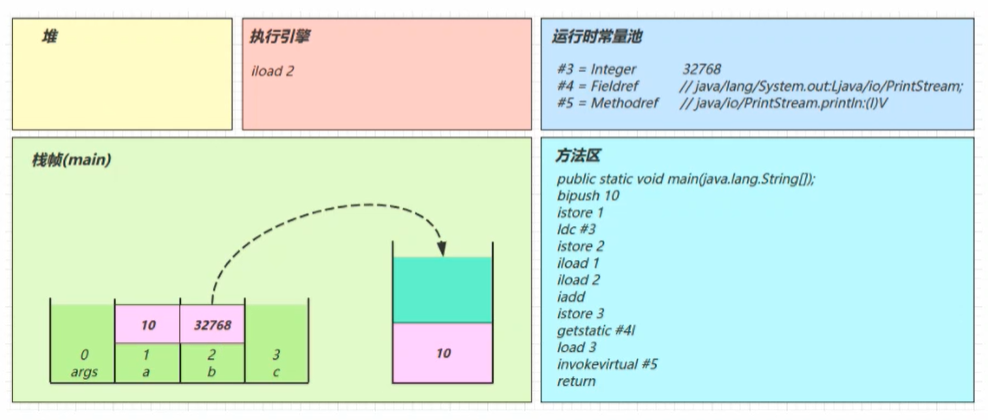 堆
执行引擎
iload 2
运行时常量池
#3 = Integer 32768
#4 = Fieldref // java/lang/System.out:Ljava/io/PrintStream;
#5 = Methodref // java/io/PrintStream.println:(I)V
栈帧(main)
10 32768
0 1 2 3
args a b c
10
方法区
public static void main(java.lang.String[]);
bipush 10
istore 1
ldc #3
istore 2
iload 1
iload 2
iadd
istore 3
getstatic #4l
load 3
invokevirtual #5
return